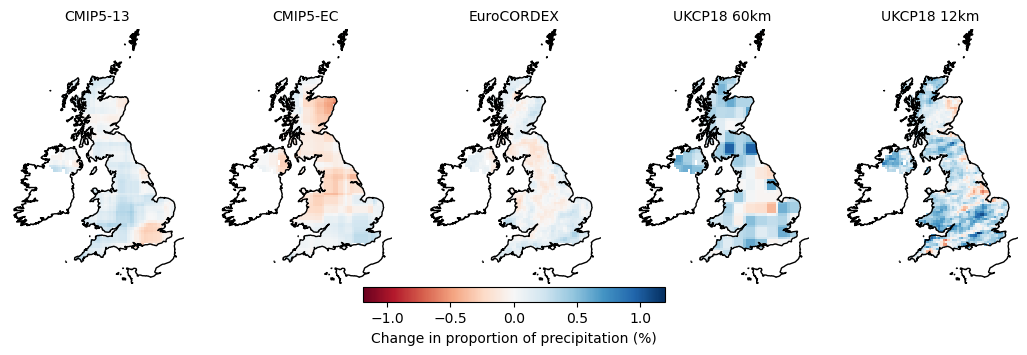 CMIP5-13 CMIP5-EC EuroCORDEX UKCP18 60km UKCP18 12km
−1.0 −0.5 0.0 0.5 1.0
Change in proportion of precipitation (%)